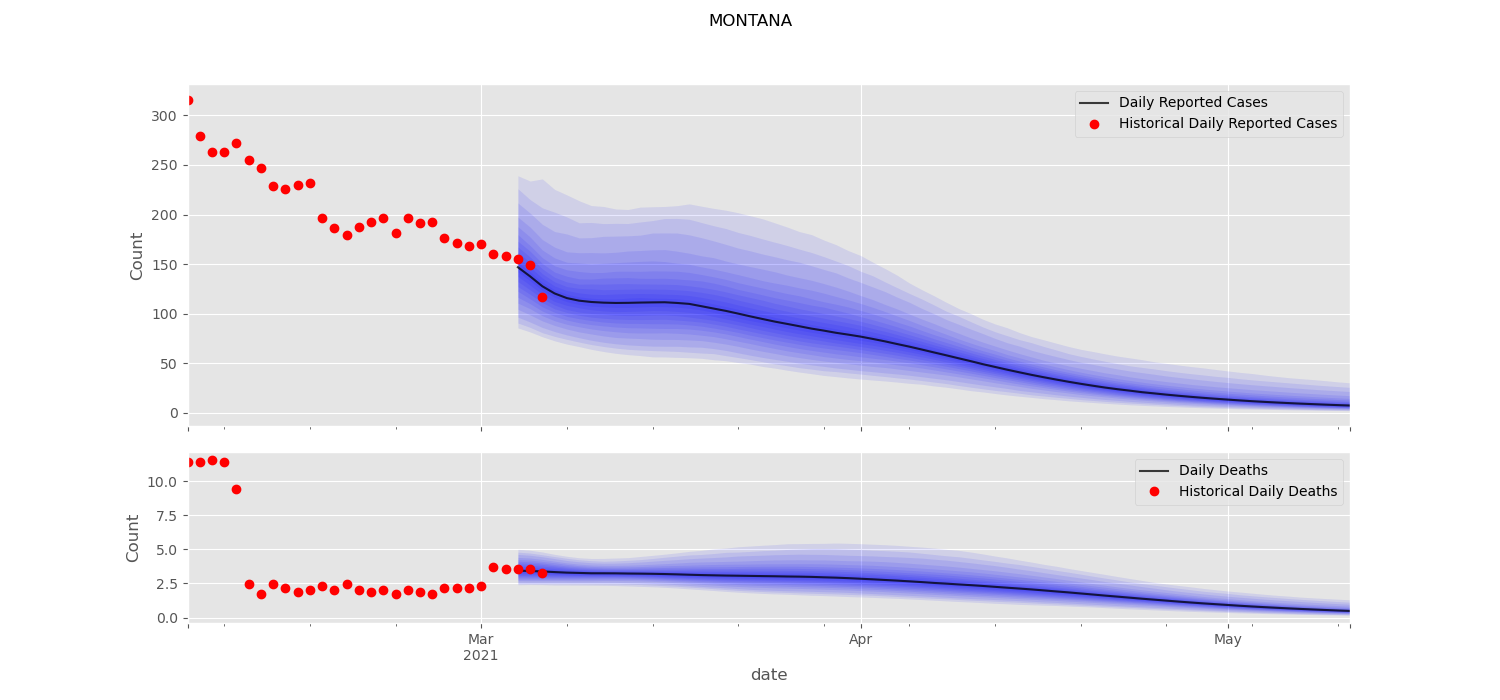 MONTANA
Daily Reported Cases
Historical Daily Reported Cases
300
250
200
150
100
50
0
Count
Daily Deaths
Historical Daily Deaths
10.0
7.5
5.0
2.5
0.0
Count
Mar
2021
Apr
May
date